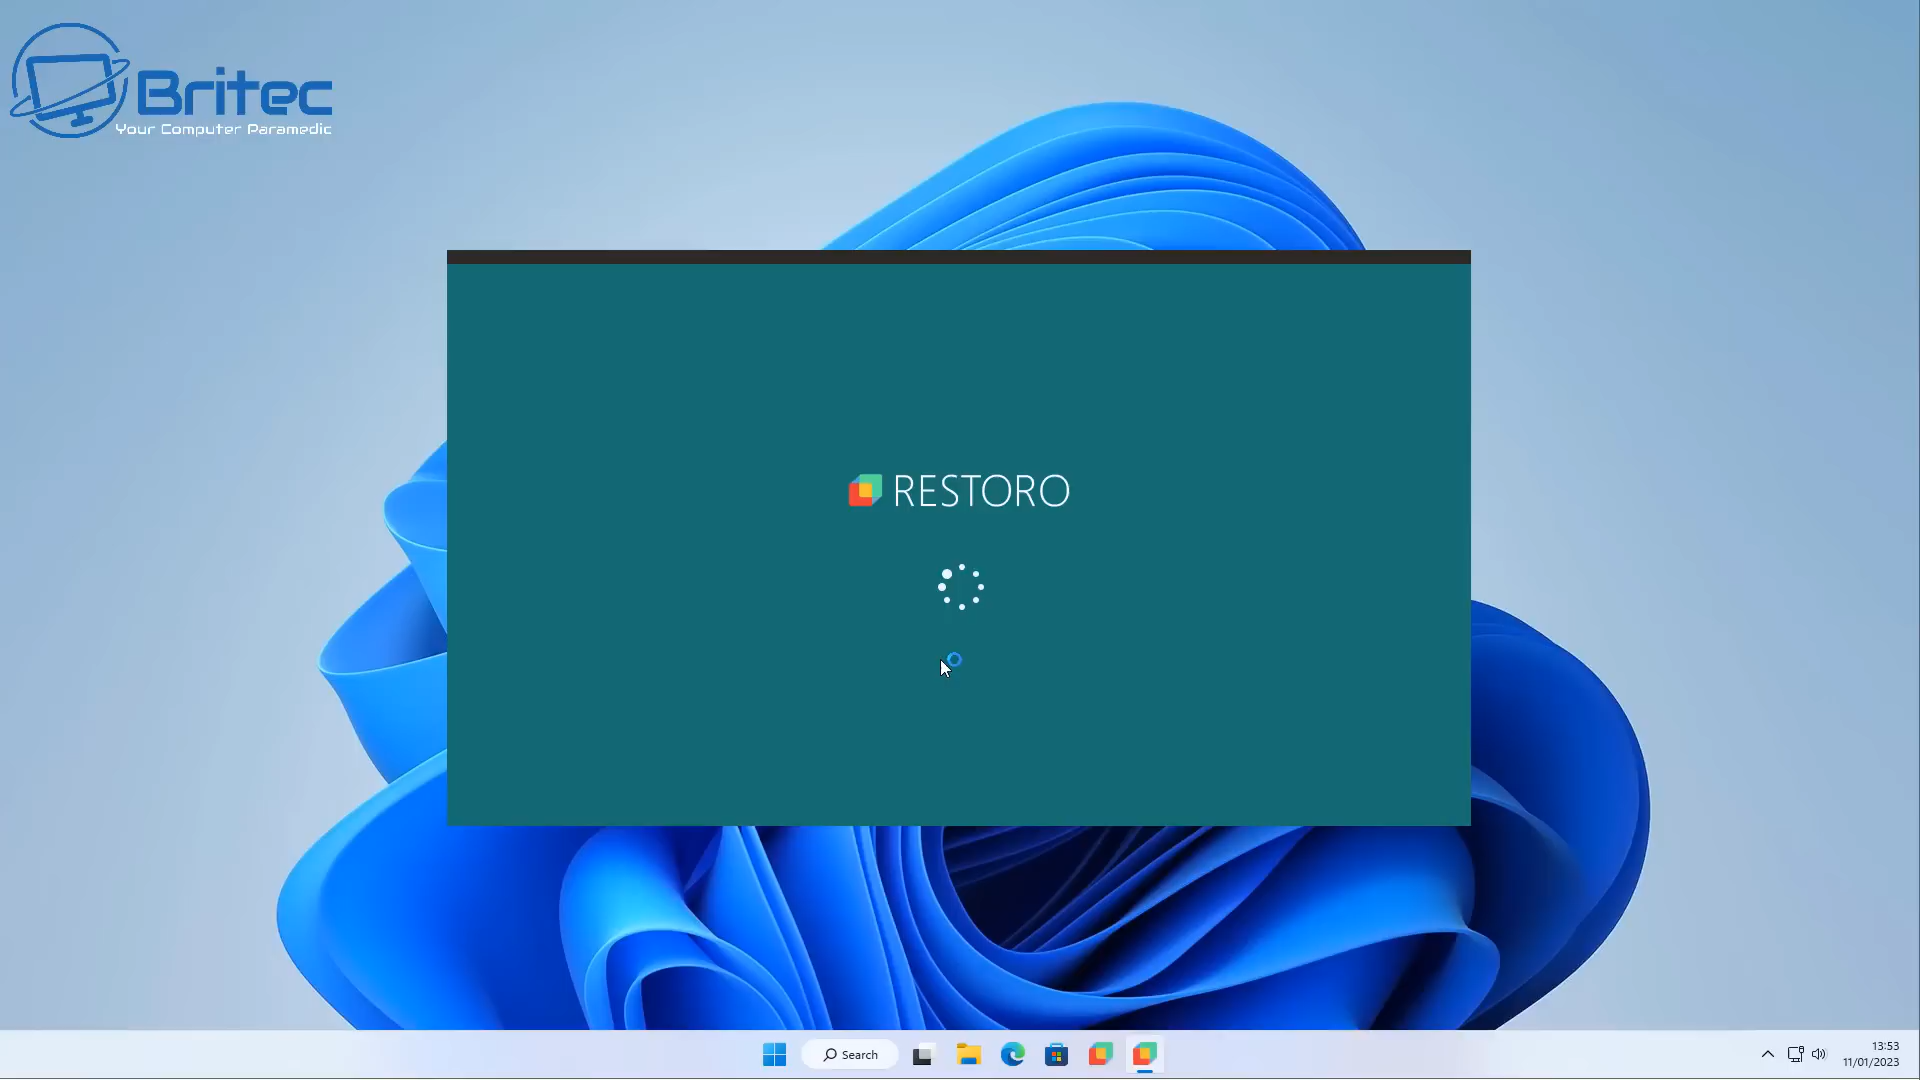 Britec
Your Computer Paramedic
RESTORO
Search
13:53
11/01/2023